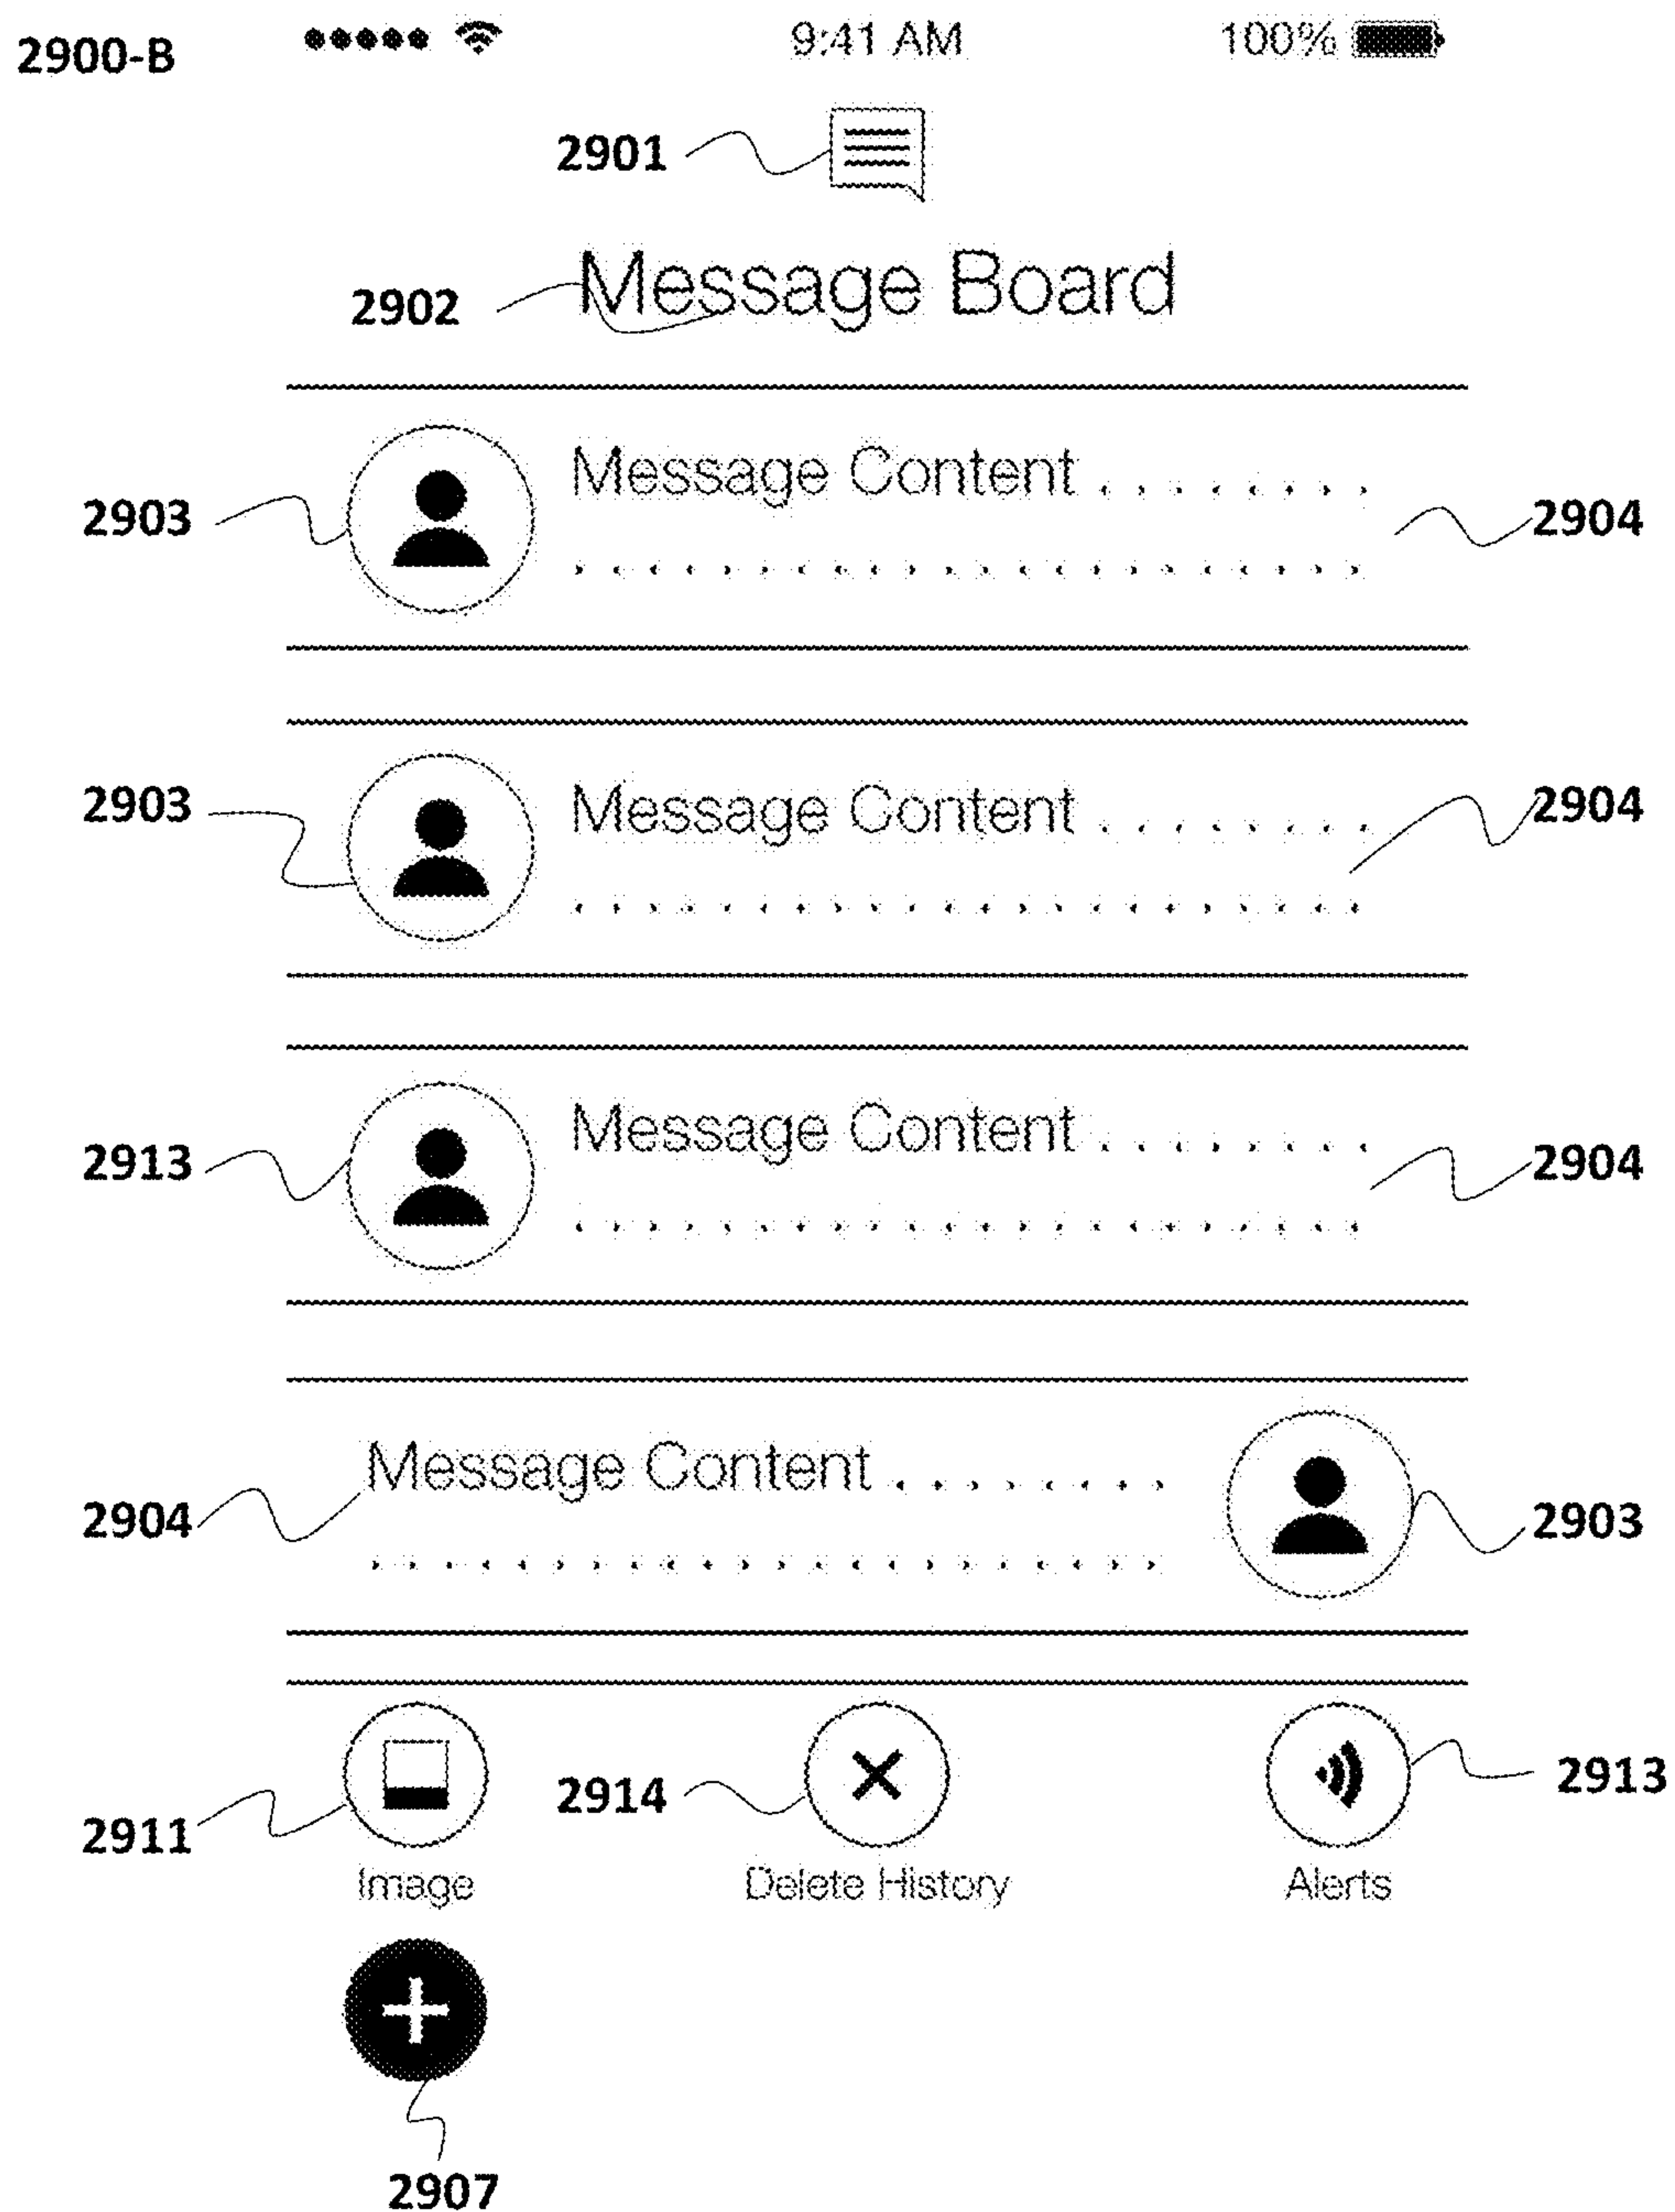 2900-B 9:41 AM 100%
2901
Message Board
2902
Message Content . . . . . . . .
2903 2904
. . . . . . . . . . . . . . . . . . . . . .
2903 Message Content . . . . . . . . 2904
. . . . . . . . . . . . . . . . . . . . . .
Message Content . . . . . . . .
2913 2904
. . . . . . . . . . . . . . . . . . . . . .
Message Content . . . . . . . .
2904 2903
. . . . . . . . . . . . . . . . . . . . . .
2911 2914 2913
Image Delete History Alerts
2907